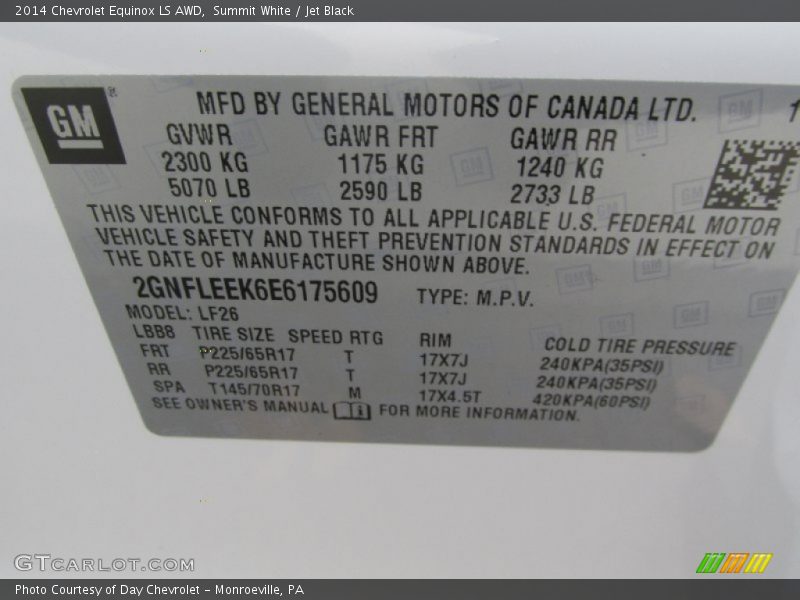 2014 Chevrolet Equinox LS AWD,  Summit White / Jet Black
GM ®
MFD BY GENERAL MOTORS OF CANADA LTD. 1
GVWR GAWR FRT GAWR RR
2300 KG 1175 KG 1240 KG
5070 LB 2590 LB 2733 LB
THIS VEHICLE CONFORMS TO ALL APPLICABLE U.S. FEDERAL MOTOR
VEHICLE SAFETY AND THEFT PREVENTION STANDARDS IN EFFECT ON
THE DATE OF MANUFACTURE SHOWN ABOVE.
2GNFLEEK6E6175609 TYPE: M.P.V.
MODEL: LF26
LBB8 TIRE SIZE SPEED RTG RIM COLD TIRE PRESSURE
FRT P225/65R17 T 17X7J 240KPA(35PSI)
RR P225/65R17 T 17X7J 240KPA(35PSI)
SPA T145/70R17 M 17X4.5T 420KPA(60PSI)
SEE OWNER'S MANUAL FOR MORE INFORMATION.
GTCARLOT.COM
Photo Courtesy of Day Chevrolet – Monroeville, PA